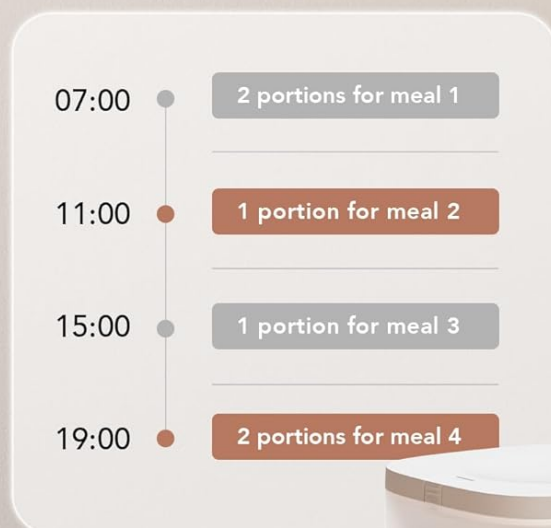 07:00
2 portions for meal 1
11:00
1 portion for meal 2
15:00
1 portion for meal 3
19:00
2 portions for meal 4